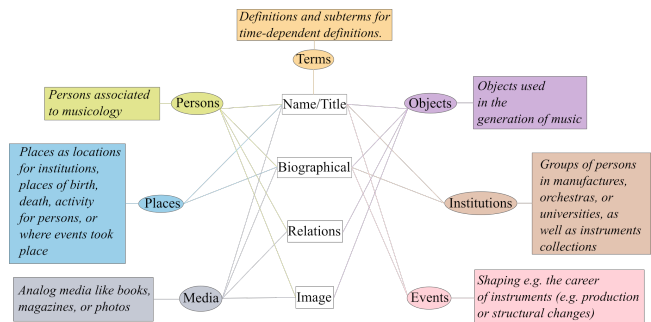 Definitions and subterms for
time-dependent definitions.
Terms
Persons associated
to musicology
Persons
Name/Title
Objects
Objects used
in the
generation of music
Places as locations
for institutions,
places of birth,
death, activity
for persons, or
where events took
place
Places
Biographical
Institutions
Groups of persons
in manufactures,
orchestras, or
universities, as
well as instruments
collections
Relations
Analog media like books,
magazines, or photos
Media
Image
Events
Shaping e.g. the career
of instruments (e.g. production
or structural changes)